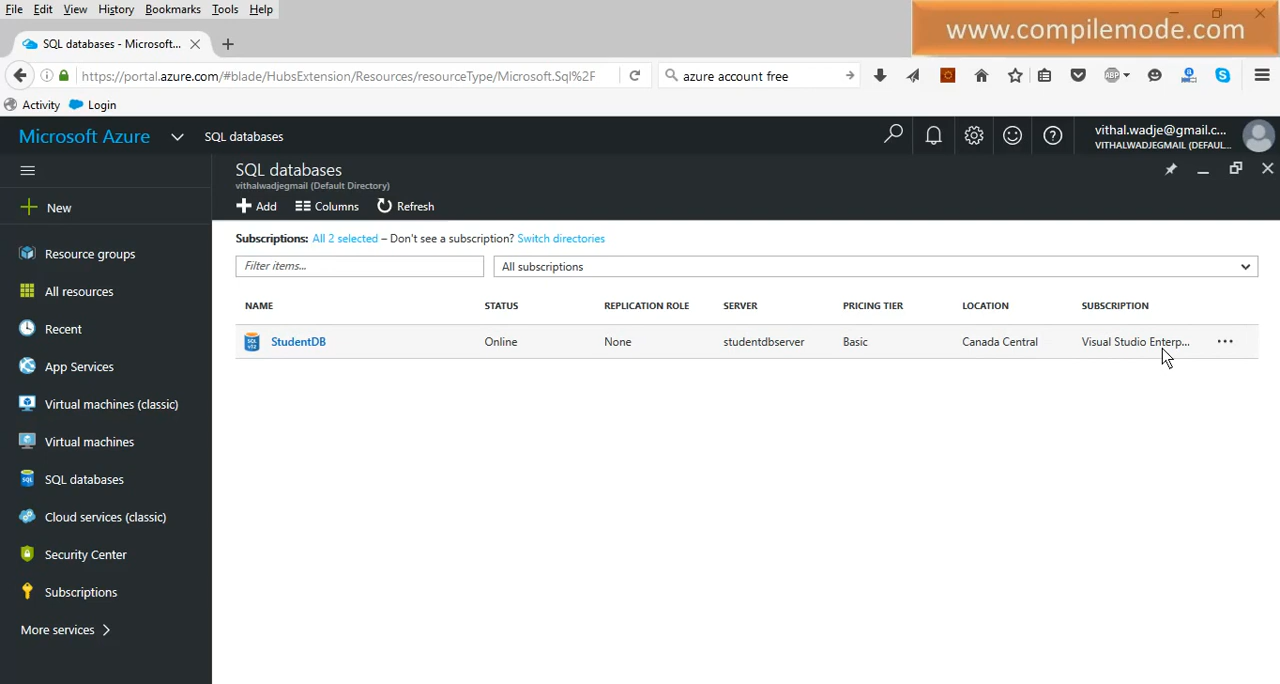 File Edit View History Bookmarks Tools Help
www.compilemode.com
SQL databases - Microsoft...
https://portal.azure.com/#blade/HubsExtension/Resources/resourceType/Microsoft.Sql%2F
azure account free
ABP
Activity Login
Microsoft Azure SQL databases
vithal.wadje@gmail.c...
VITHALWADJEGMAIL (DEFAUL...
SQL databases
vithalwadjegmail (Default Directory)
Add Columns Refresh
New
Resource groups
All resources
Recent
App Services
Virtual machines (classic)
Virtual machines
SQL databases
Cloud services (classic)
Security Center
Subscriptions
More services
Subscriptions: All 2 selected – Don't see a subscription? Switch directories
Filter items...
All subscriptions
NAME STATUS REPLICATION ROLE SERVER PRICING TIER LOCATION SUBSCRIPTION
StudentDB Online None studentdbserver Basic Canada Central Visual Studio Enterp...